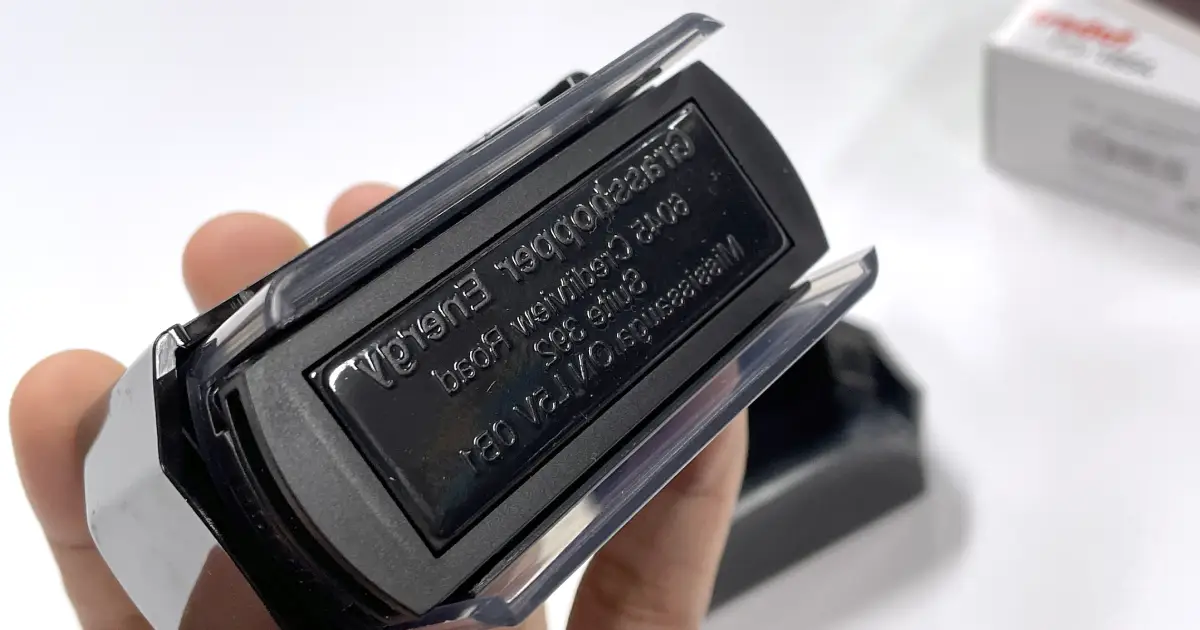 Grasshopper Energy
6045 Creditview Road
Suite 392
Mississauga ON L5V 0B1